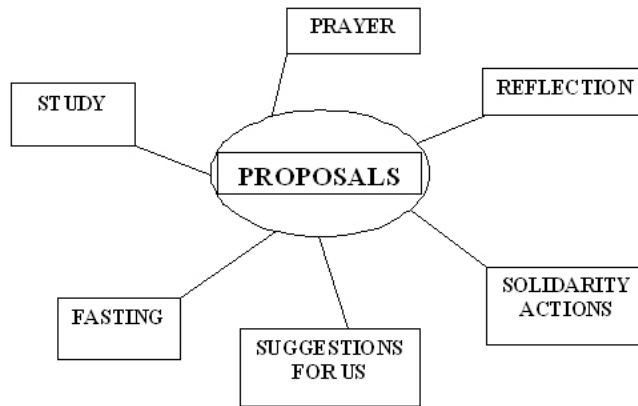 PRAYER
REFLECTION
STUDY
PROPOSALS
SOLIDARITY
ACTIONS
FASTING
SUGGESTIONS
FOR US